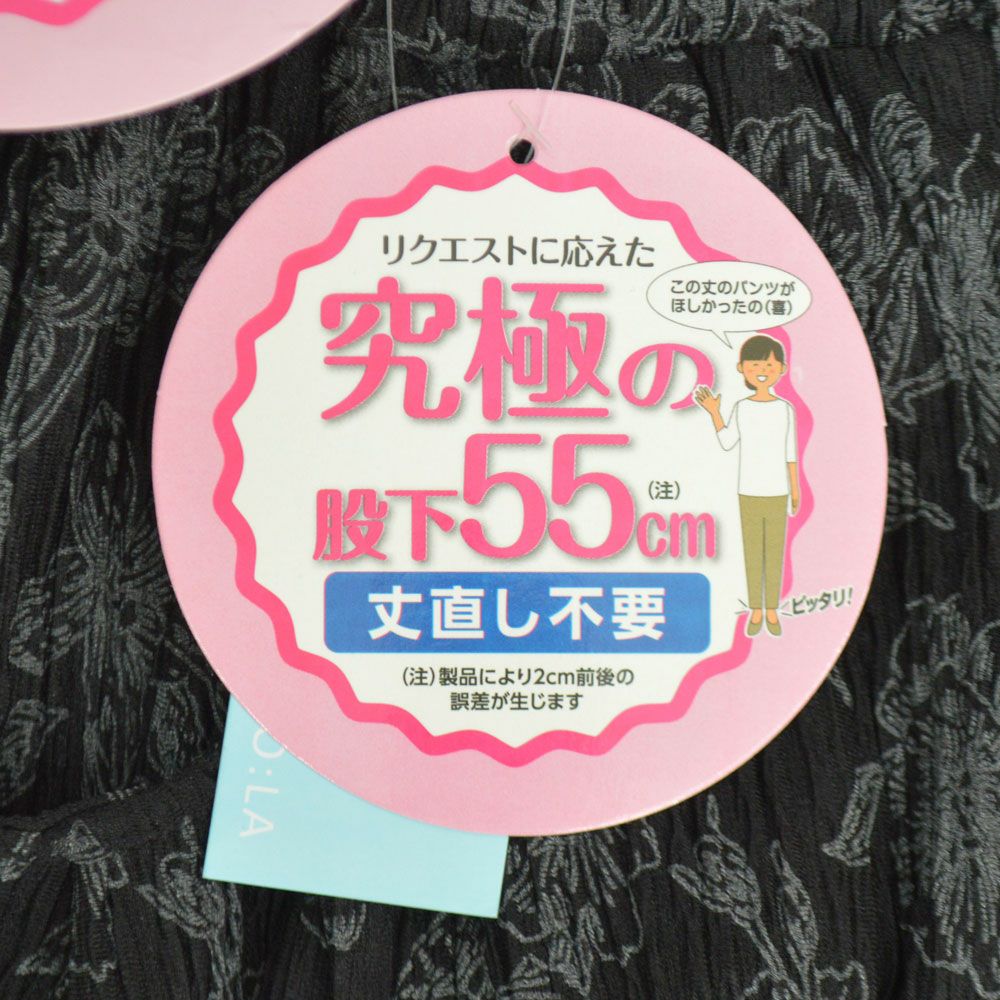 リクエストに応えた
この丈のパンツが
ほしかったの(喜)
究極の
股下55cm(注)
丈直し不要
ピッタリ!
(注)製品により2cm前後の
誤差が生じます
O:LA